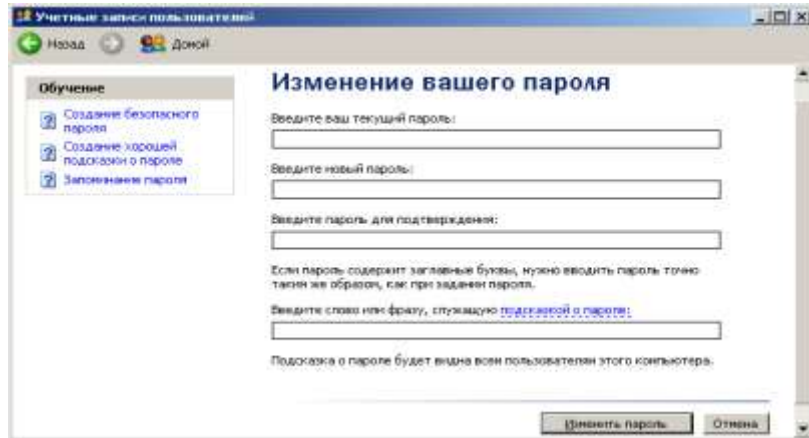 Учетные записи пользователей
Назад
Домой
Обучение
Создание безопасного
пароля
Создание хорошей
подсказки о пароле
Запоминание пароля
Изменение вашего пароля
Введите ваш текущий пароль:
Введите новый пароль:
Введите пароль для подтверждения:
Если пароль содержит заглавные буквы, нужно вводить пароль точно
таким же образом, как при задании пароля.
Введите слово или фразу, служащую подсказкой о пароле:
Подсказка о пароле будет видна всем пользователям этого компьютера.
Изменить пароль
Отмена